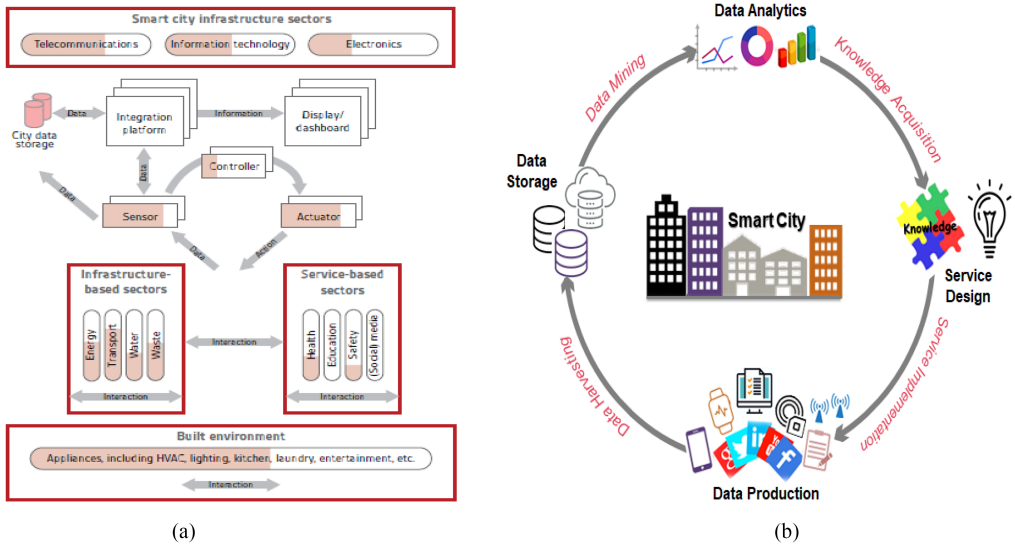 Smart city infrastructure sectors
Telecommunications
Information technology
Electronics
City data
storage
Data
Integration
platform
Information
Display/
dashboard
Controller
Data
Data
Sensor
Actuator
Data
Action
Infrastructure-
based sectors
Energy
Transport
Water
Waste
Interaction
Interaction
Service-based
sectors
Health
Education
Safety
(Social) media
Interaction
Built environment
Appliances, including HVAC, lighting, kitchen, laundry, entertainment, etc.
Interaction
(a)
Data Analytics
Data Mining
Knowledge Acquisition
Data
Storage
Smart City
Knowledge
Service
Design
Data Harvesting
Service Implementation
in
f
Data Production
(b)